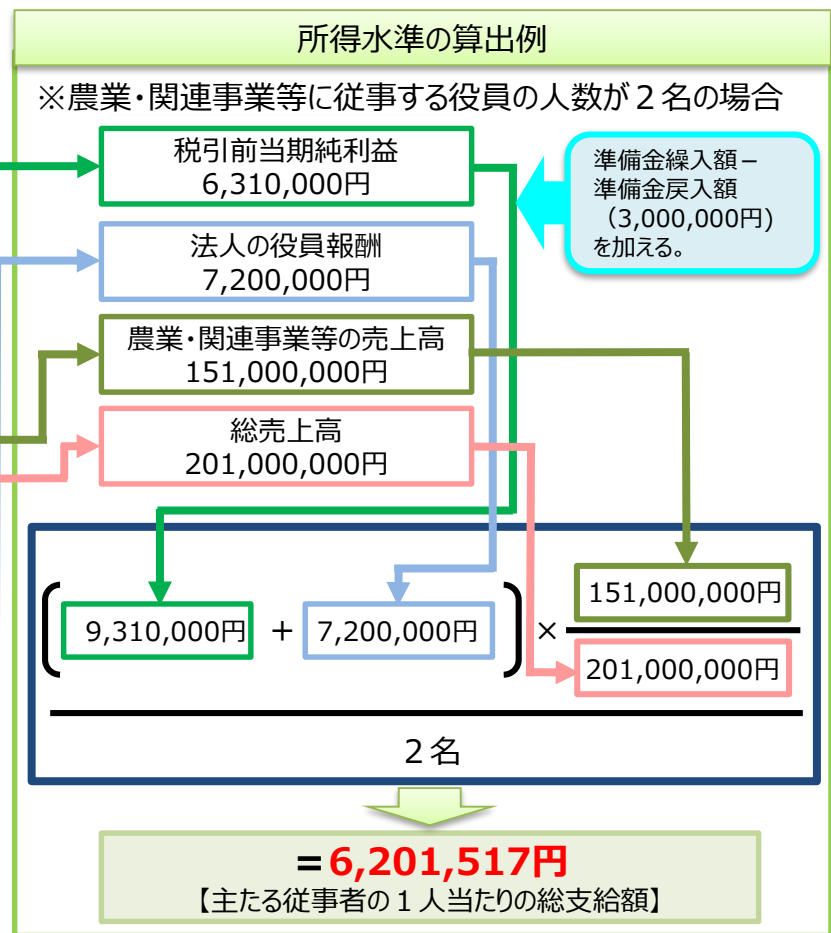 所得水準の算出例
※農業・関連事業等に従事する役員の人数が２名の場合
税引前当期純利益
6,310,000円
準備金繰入額－
準備金戻入額
（3,000,000円）
を加える。
法人の役員報酬
7,200,000円
農業・関連事業等の売上高
151,000,000円
総売上高
201,000,000円
9,310,000円 + 7,200,000円 ×
151,000,000円
201,000,000円
２名
=6,201,517円
【主たる従事者の１人当たりの総支給額】